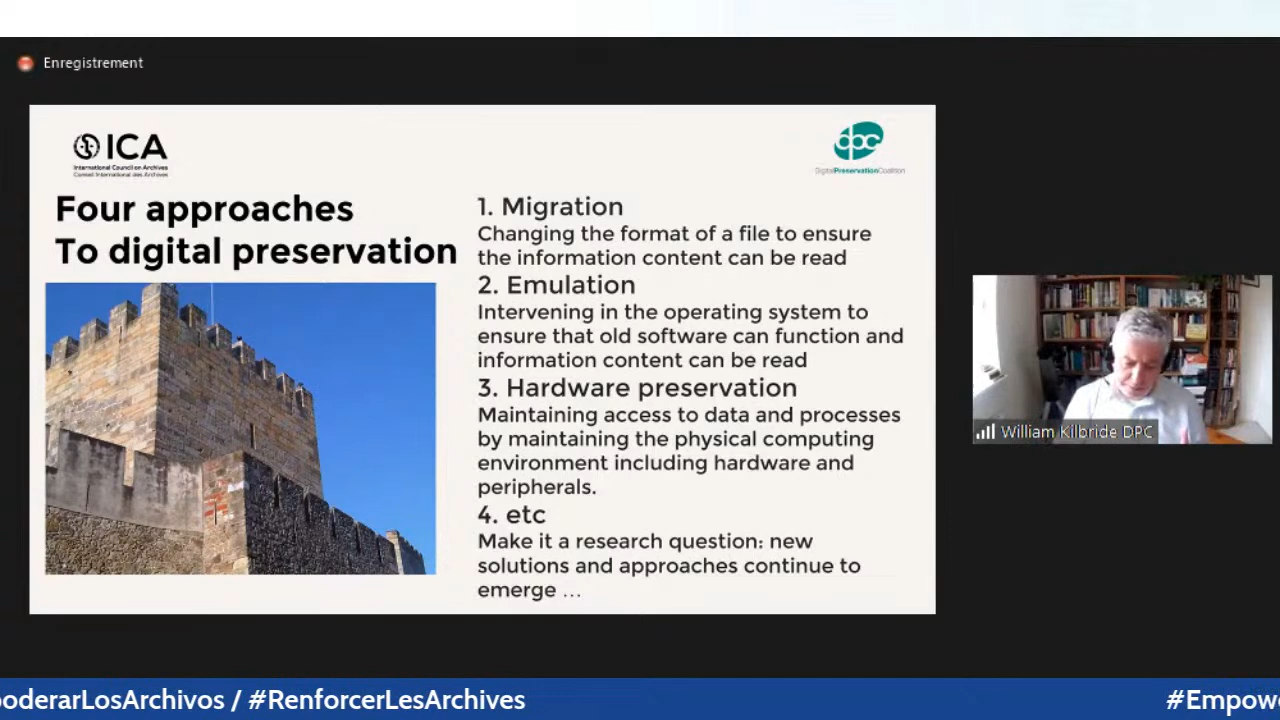 Enregistrement
ICA
International Council on Archives
Conseil International des Archives
dpc
DigitalPreservationCoalition
Four approaches
To digital preservation
1. Migration
Changing the format of a file to ensure
the information content can be read
2. Emulation
Intervening in the operating system to
ensure that old software can function and
information content can be read
3. Hardware preservation
Maintaining access to data and processes
by maintaining the physical computing
environment including hardware and
peripherals.
4. etc
Make it a research question: new
solutions and approaches continue to
emerge …
William Kilbride DPC
oderarLosArchivos / #RenforcerLesArchives
#Empow